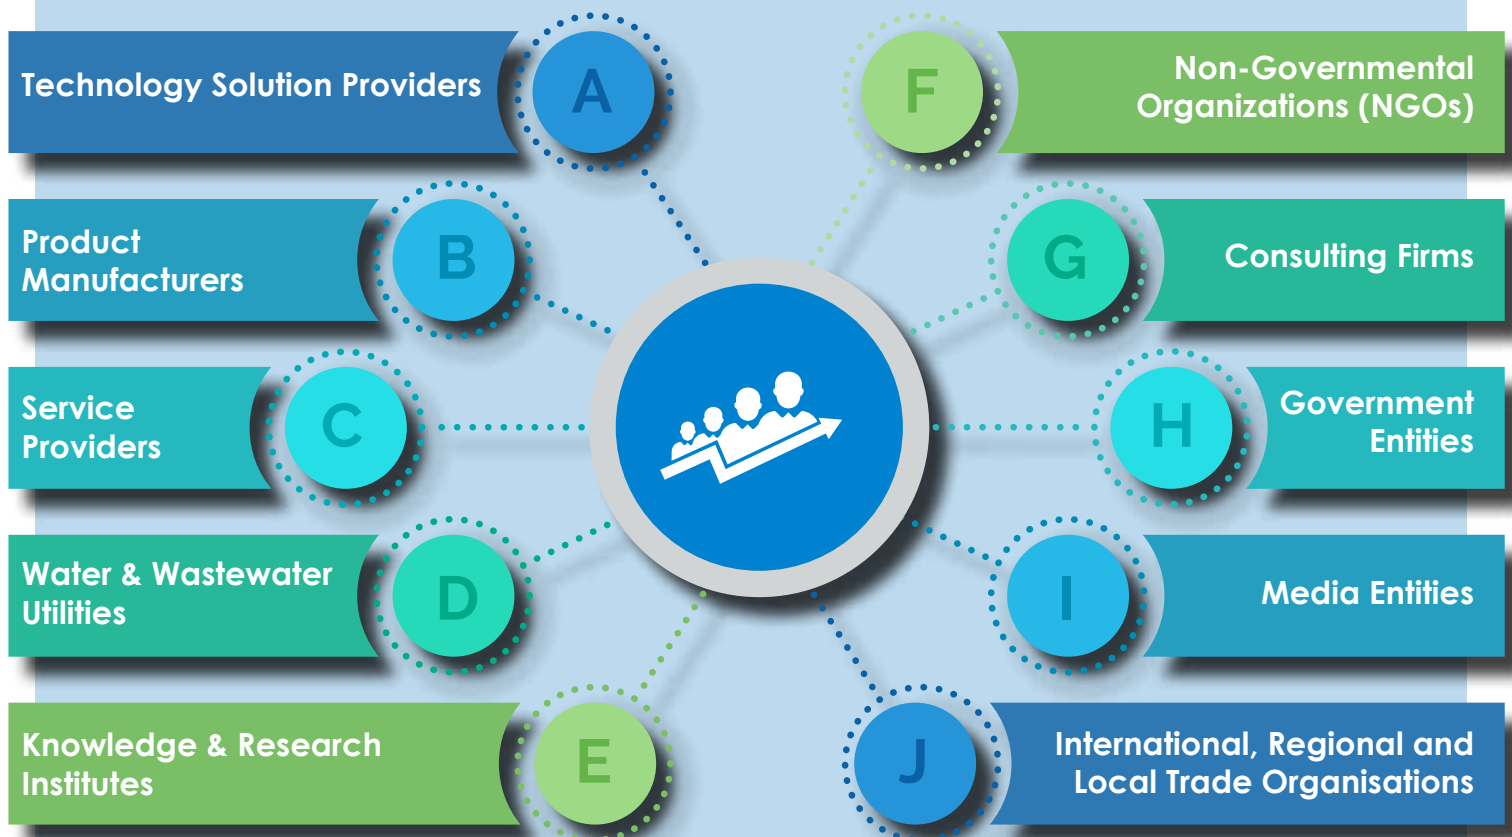 Technology Solution Providers
A
Product
Manufacturers
B
Service
Providers
C
Water & Wastewater
Utilities
D
Knowledge & Research
Institutes
E
F
Non-Governmental
Organizations (NGOs)
G
Consulting Firms
H
Government
Entities
I
Media Entities
J
International, Regional and
Local Trade Organisations